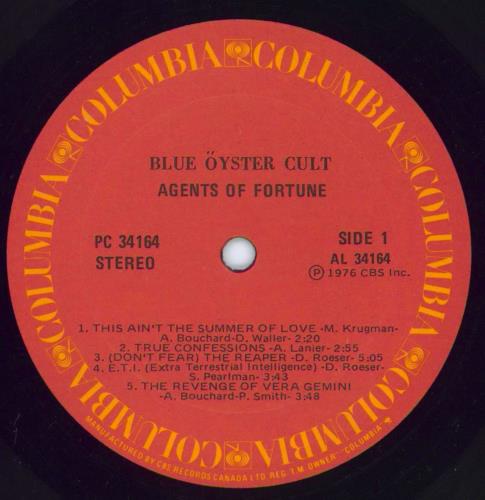 COLUMBIA COLUMBIA COLUMBIA COLUMBIA COLUMBIA COLUMBIA
BLUE ÖYSTER CULT
AGENTS OF FORTUNE
PC 34164
STEREO
SIDE 1
AL 34164
Ⓟ 1976 CBS Inc.
1. THIS AIN'T THE SUMMER OF LOVE -M. Krugman-
A. Bouchard-D. Waller- 2:20
2. TRUE CONFESSIONS -A. Lanier- 2:55
3. (DON'T FEAR) THE REAPER -D. Roeser- 5:05
4. E.T.I. (Extra Terrestrial Intelligence) -D. Roeser-
S. Pearlman- 3:43
5. THE REVENGE OF VERA GEMINI
-A. Bouchard-P. Smith- 3:48
MANUFACTURED BY CBS RECORDS CANADA LTD. REG. T.M. OWNER—COLUMBIA